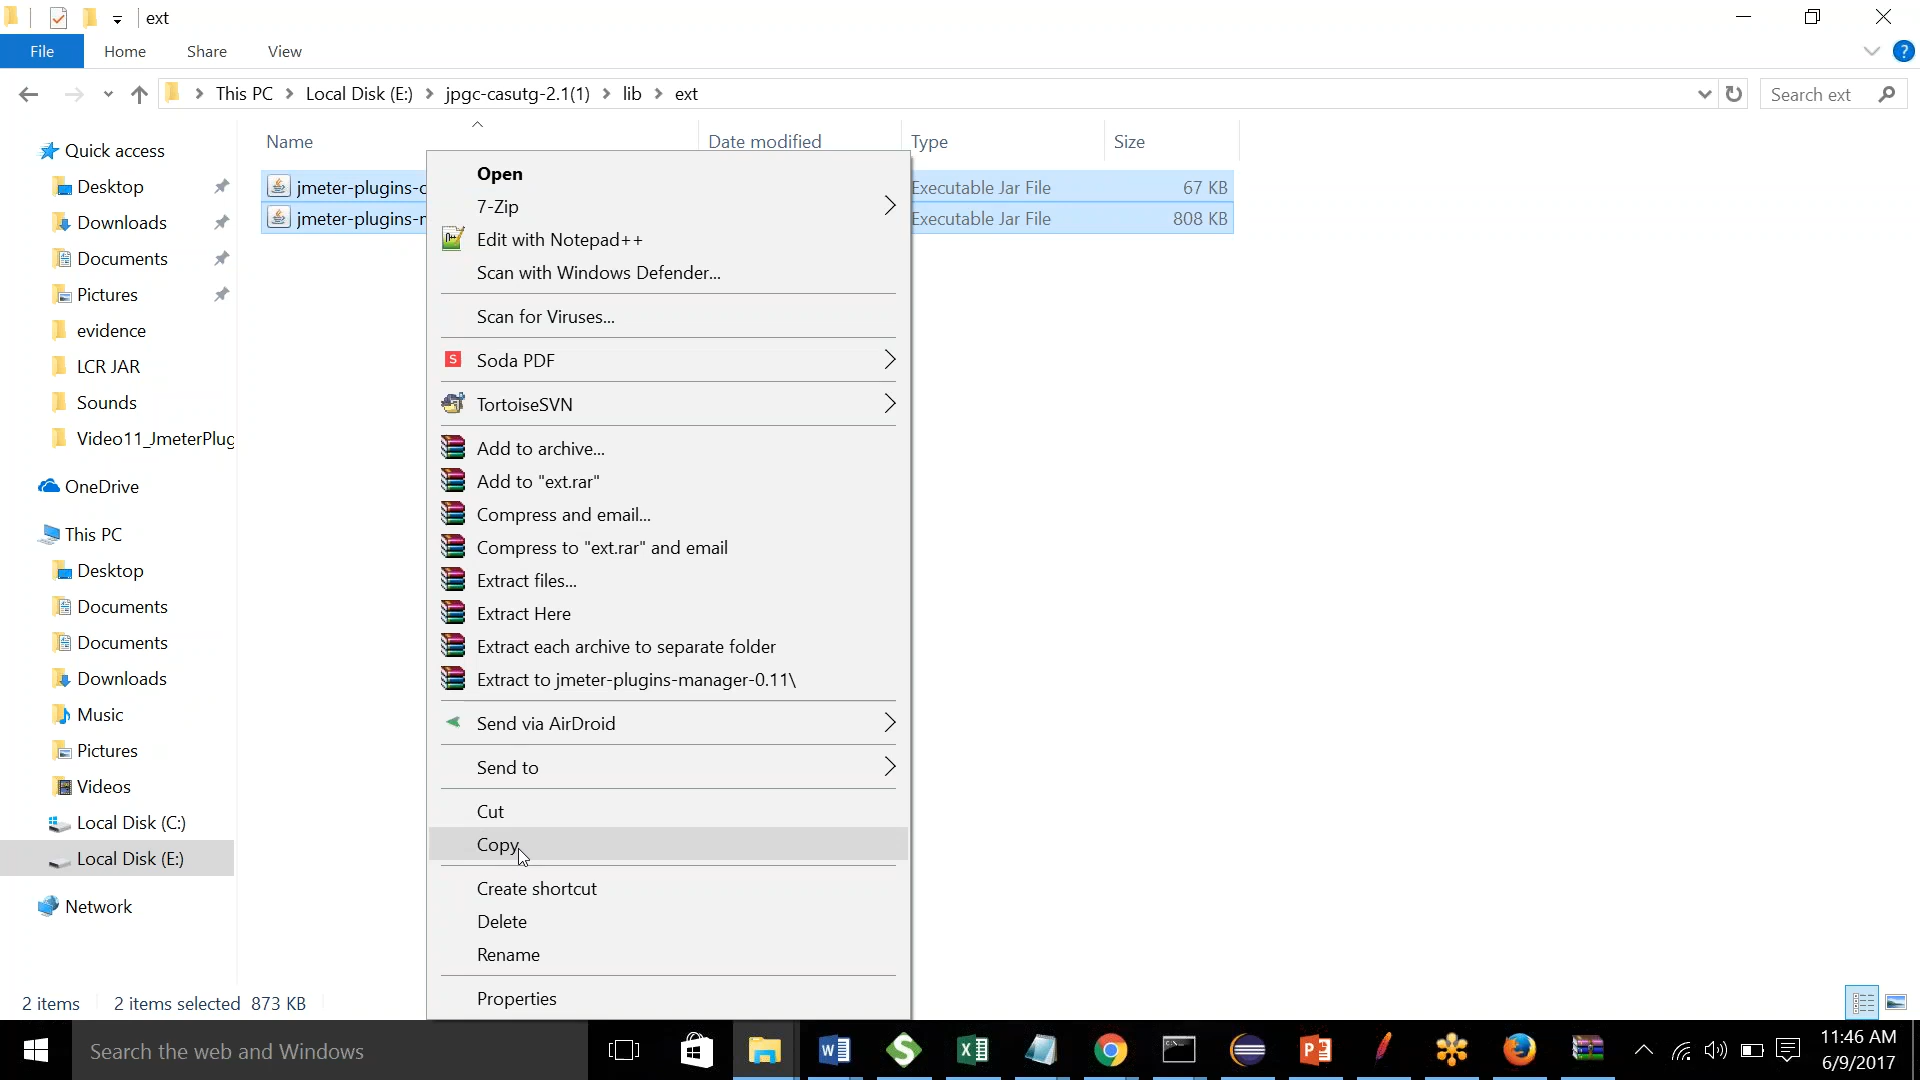 ext
File Home Share View
This PC Local Disk (E:) jpgc-casutg-2.1(1) lib ext
Search ext
Name Date modified Type Size
Quick access
Desktop
Downloads
Documents
Pictures
evidence
LCR JAR
Sounds
Video11_JmeterPlug
OneDrive
This PC
Desktop
Documents
Documents
Downloads
Music
Pictures
Videos
Local Disk (C:)
Local Disk (E:)
Network
jmeter-plugins- Executable Jar File 67 KB
jmeter-plugins- Executable Jar File 808 KB
Open
7-Zip
Edit with Notepad++
Scan with Windows Defender...
Scan for Viruses...
Soda PDF
TortoiseSVN
Add to archive...
Add to "ext.rar"
Compress and email...
Compress to "ext.rar" and email
Extract files...
Extract Here
Extract each archive to separate folder
Extract to jmeter-plugins-manager-0.11\
Send via AirDroid
Send to
Cut
Copy
Create shortcut
Delete
Rename
Properties
2 items 2 items selected 873 KB
Search the web and Windows
11:46 AM
6/9/2017